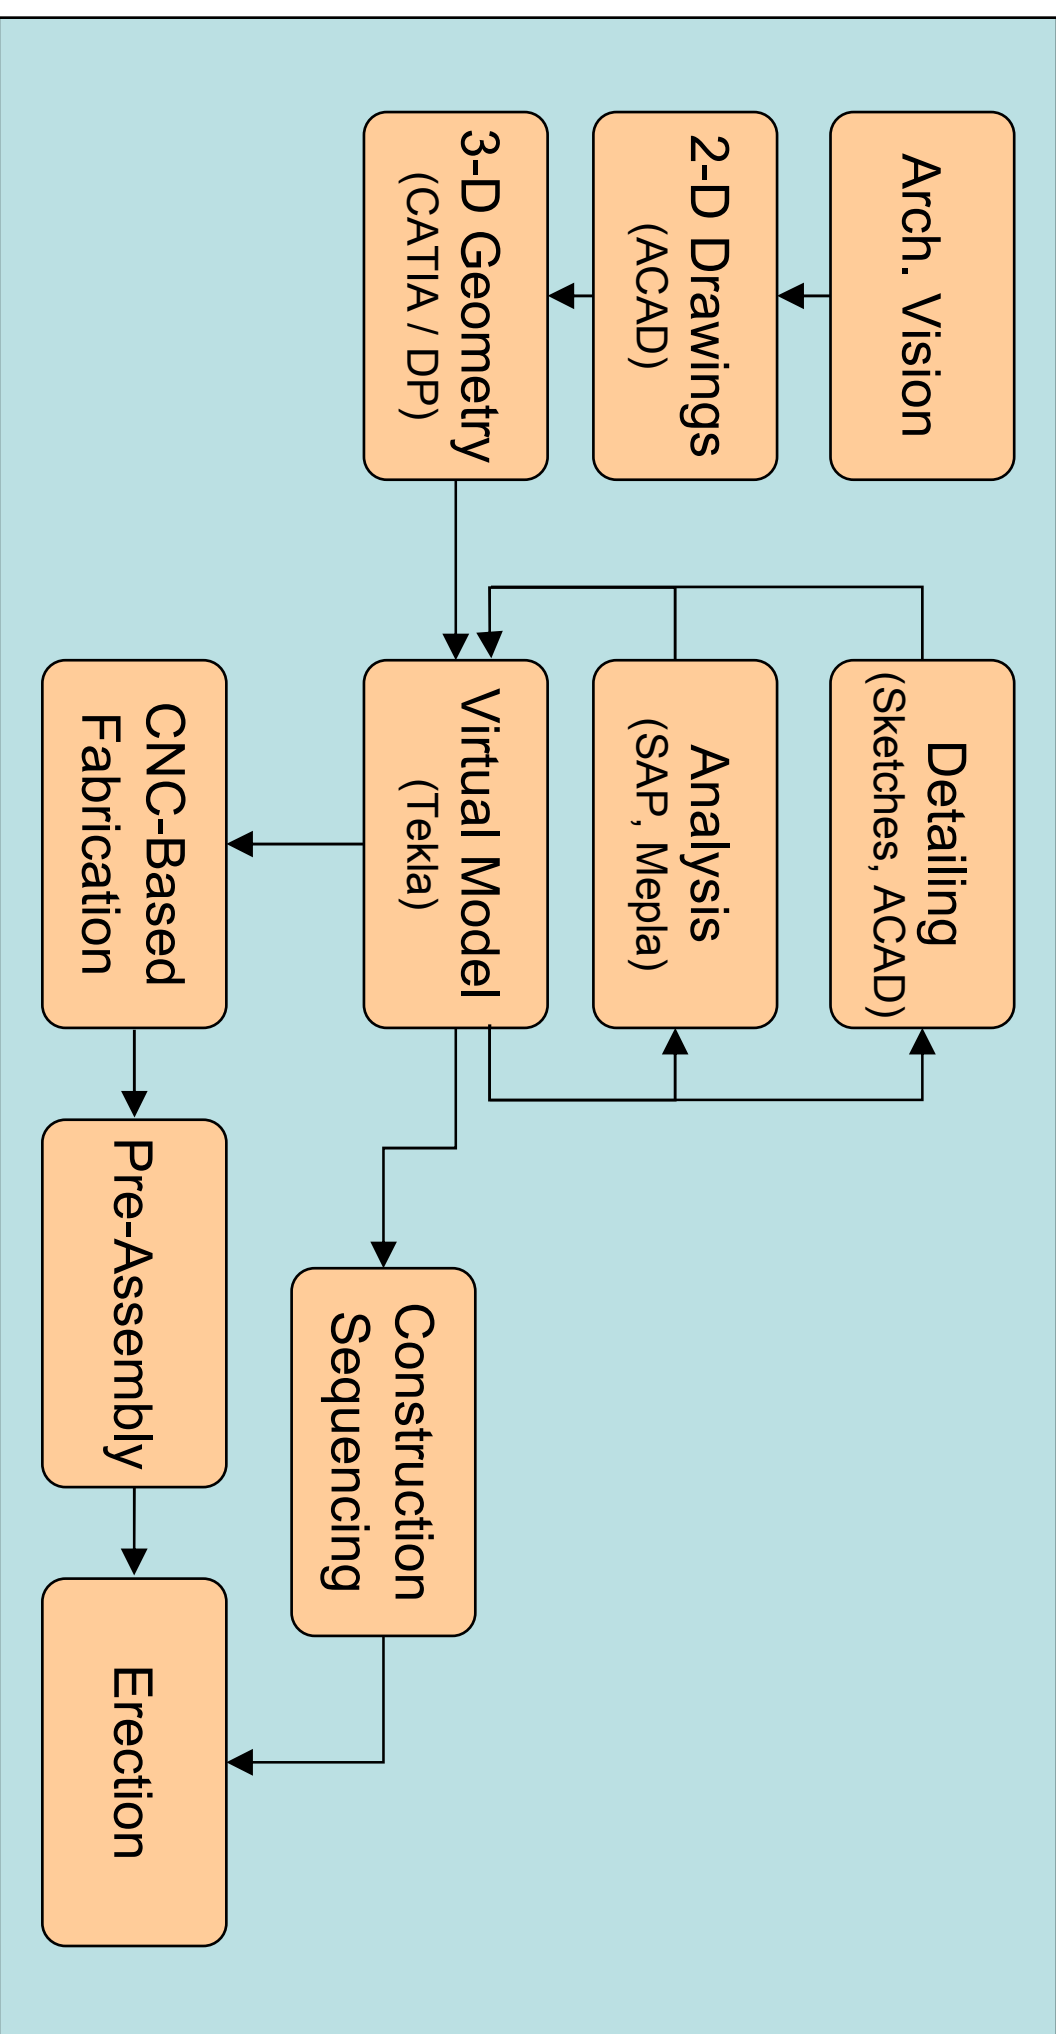 Arch. Vision
2-D Drawings
(ACAD)
3-D Geometry
(CATIA / DP)
Detailing
(Sketches, ACAD)
Analysis
(SAP, Mepla)
Virtual Model
(Tekla)
CNC-Based
Fabrication
Pre-Assembly
Construction
Sequencing
Erection